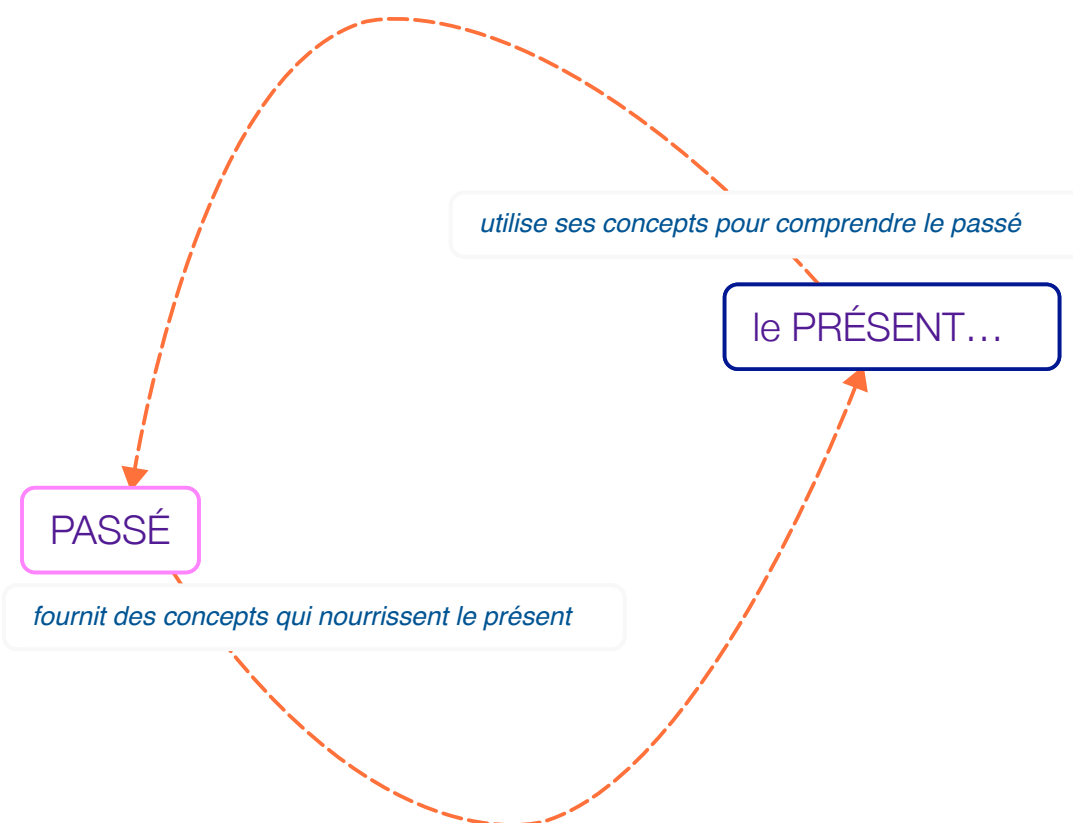 utilise ses concepts pour comprendre le passé
le PRÉSENT…
PASSÉ
fournit des concepts qui nourrissent le présent